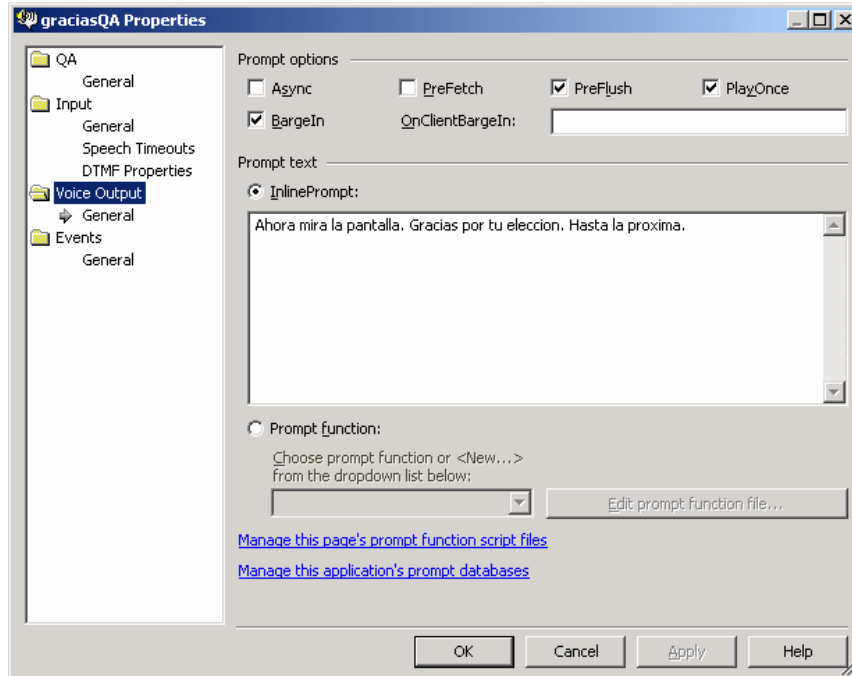 graciasQA Properties
QA
General
Input
General
Speech Timeouts
DTMF Properties
Voice Output
General
Events
General
Prompt options
Async PreFetch PreFlush PlayOnce
BargeIn OnClientBargeIn:
Prompt text
InlinePrompt:
Ahora mira la pantalla. Gracias por tu eleccion. Hasta la proxima.
Prompt function:
Choose prompt function or <New...>
from the dropdown list below:
Edit prompt function file...
Manage this page's prompt function script files
Manage this application's prompt databases
OK Cancel Apply Help